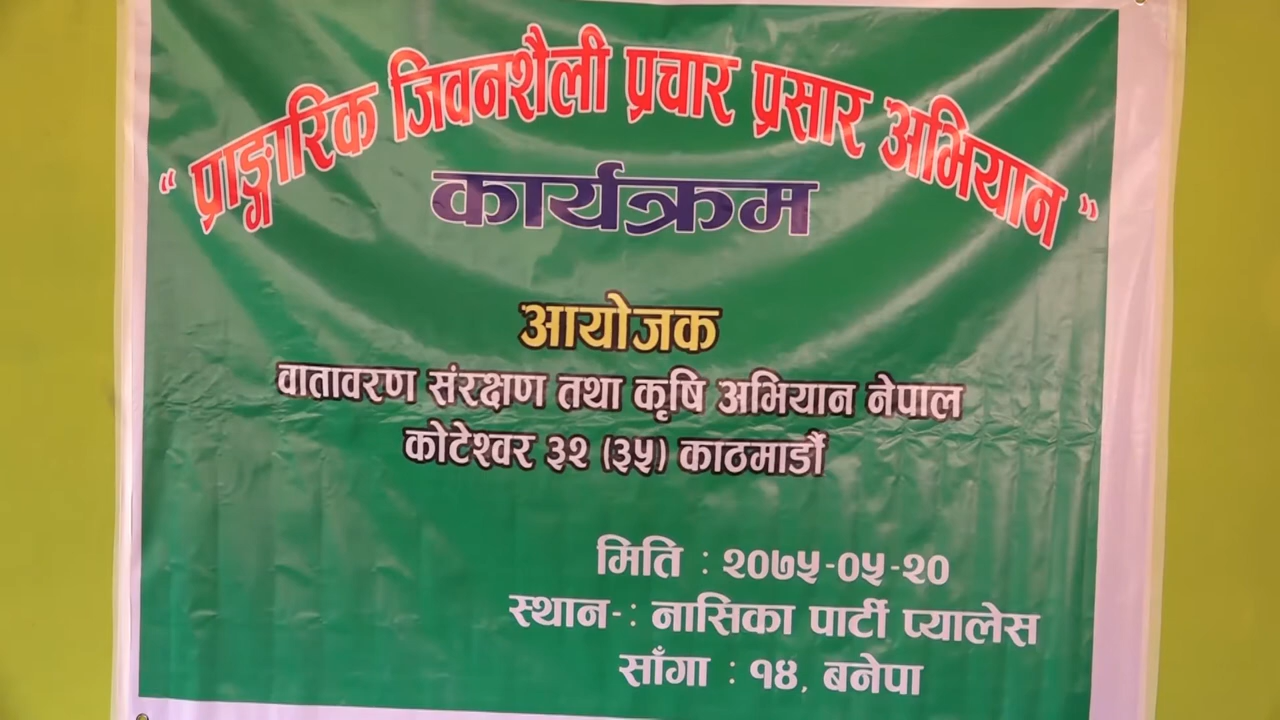 “ प्राङ्गारिक जिवनशैली प्रचार प्रसार अभियान ”
कार्यक्रम
आयोजक
वातावरण संरक्षण तथा कृषि अभियान नेपाल
कोटेश्वर ३२ (३५) काठमाडौं
मिति : २०७५-०५-२०
स्थान-: नासिका पार्टी प्यालेस
साँगा : १४, बनेपा